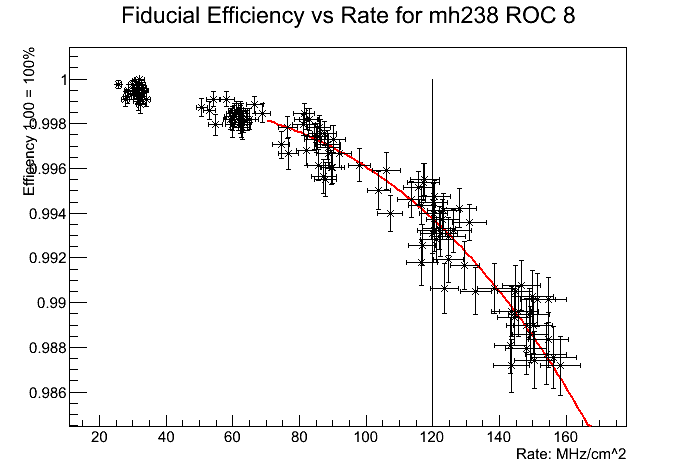 Fiducial Efficiency vs Rate for mh238 ROC 8
Efficency 1.00 = 100%
1
0.998
0.996
0.994
0.992
0.99
0.988
0.986
20 40 60 80 100 120 140 160
Rate: MHz/cm^2